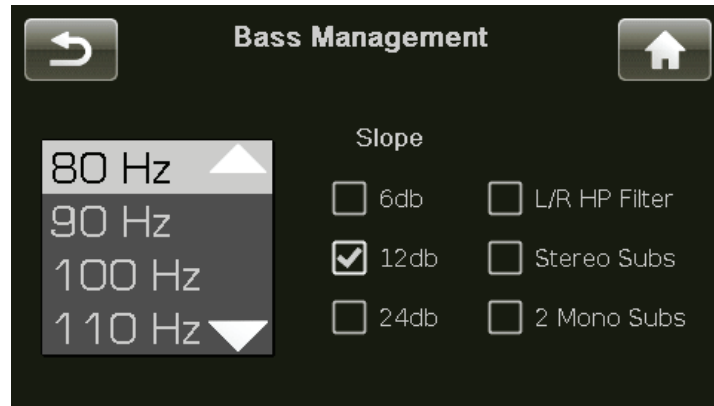 Bass Management
Slope
80 Hz
90 Hz
100 Hz
110 Hz
6db
12db
24db
L/R HP Filter
Stereo Subs
2 Mono Subs